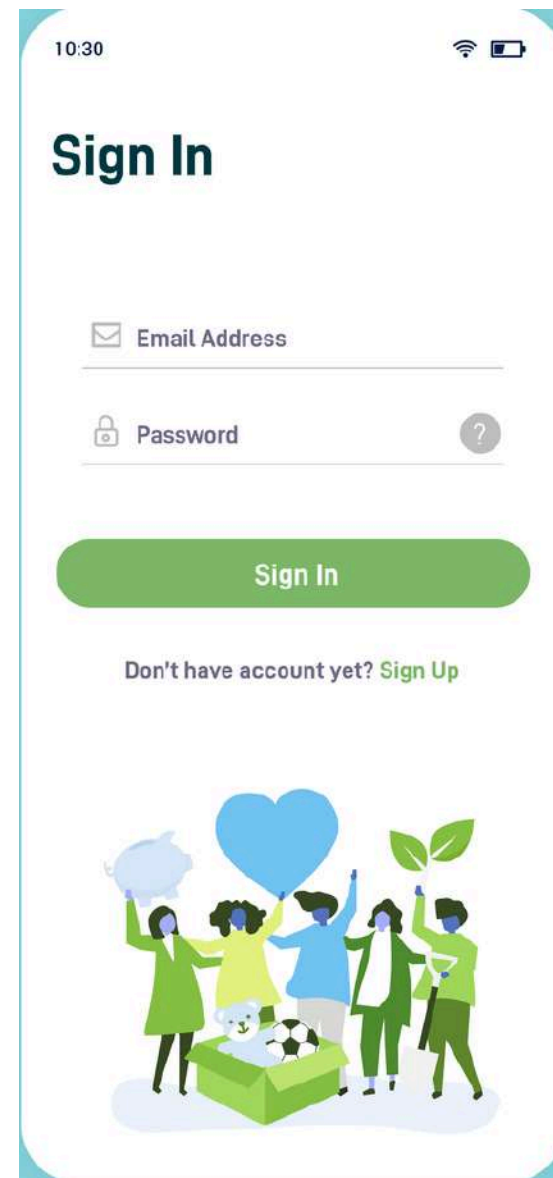 10:30
Sign In
Email Address
Password
?
Sign In
Don't have account yet? Sign Up